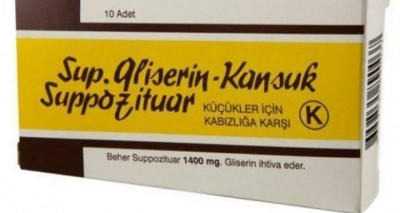 10 Adet
Sup. Gliserin-Kansuk
Suppozituar
KÜÇÜKLER İÇİN
KABIZLIĞA KARŞI
K
Beher Suppozituar 1400 mg. Gliserin ihtiva eder.